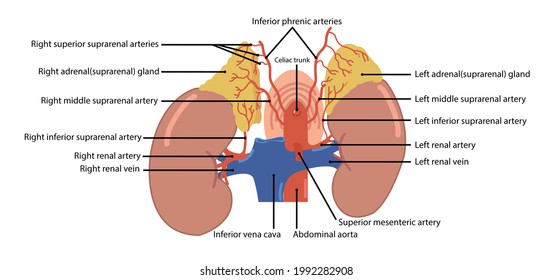 Inferior phrenic arteries
Right superior suprarenal arteries
Celiac trunk
Right adrenal(suprarenal) gland
Left adrenal(suprarenal) gland
Right middle suprarenal artery
Left middle suprarenal artery
Left inferior suprarenal artery
Right inferior suprarenal artery
Left renal artery
Right renal artery
Left renal vein
Right renal vein
Superior mesenteric artery
Inferior vena cava
Abdominal aorta
shutterstock.com · 1992282908